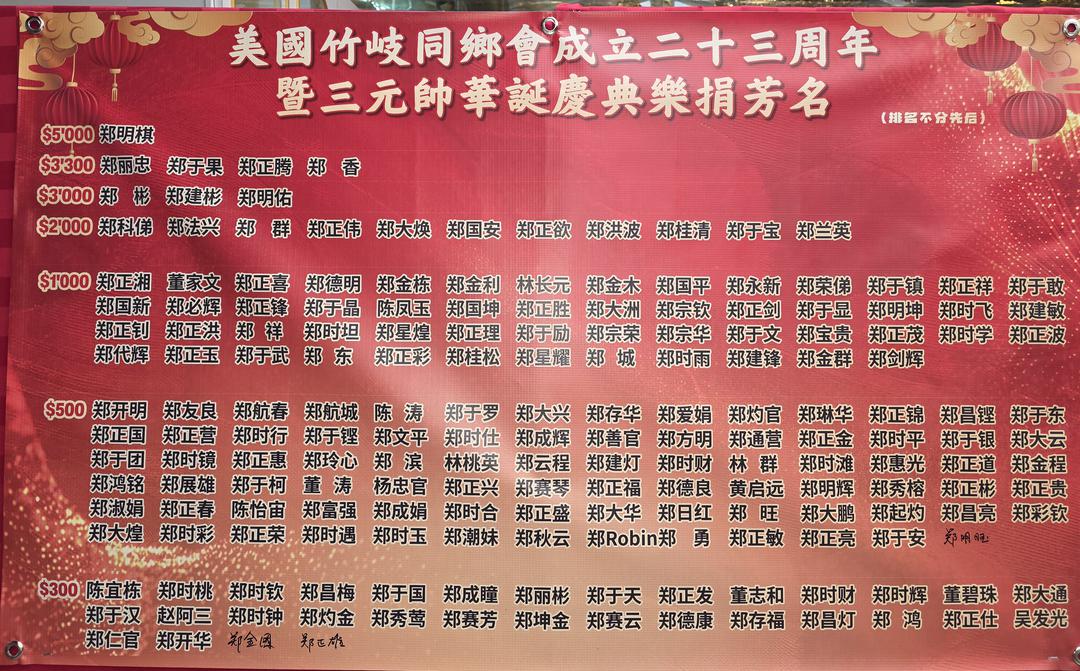 美國竹岐同鄉會成立二十三周年
暨三元帥華誕慶典樂捐芳名
(排名不分先后)
$5'000 郑明棋
$3'300 郑丽忠 郑于果 郑正腾 郑 香
$3'000 郑 彬 郑建彬 郑明佑
$2'000 郑科俤 郑法兴 郑 群 郑正伟 郑大焕 郑国安 郑正欲 郑洪波 郑桂清 郑于宝 郑兰英
$1'000 郑正湘 董家文 郑正喜 郑德明 郑金栋 郑金利 林长元 郑金木 郑国平 郑永新 郑荣俤 郑于镇 郑正祥 郑于敢
郑国新 郑必辉 郑正锋 郑于晶 陈凤玉 郑国坤 郑正胜 郑大洲 郑宗钦 郑正剑 郑于显 郑明坤 郑时飞 郑建敏
郑正钊 郑正洪 郑 祥 郑时坦 郑星煌 郑正理 郑于励 郑宗荣 郑宗华 郑于文 郑宝贵 郑正茂 郑时学 郑正波
郑代辉 郑正玉 郑于武 郑 东 郑正彩 郑桂松 郑星耀 郑 城 郑时雨 郑建锋 郑金群 郑剑辉
$500 郑开明 郑友良 郑航春 郑航城 陈 涛 郑于罗 郑大兴 郑存华 郑爱娟 郑灼官 郑琳华 郑正锦 郑昌铿 郑于东
郑正国 郑正营 郑时行 郑于铿 郑文平 郑时仕 郑成辉 郑善官 郑方明 郑通营 郑正金 郑时平 郑于银 郑大云
郑于团 郑时镜 郑正惠 郑玲心 郑 滨 林桃英 郑云程 郑建灯 郑时财 林 群 郑时滩 郑惠光 郑正道 郑金程
郑鸿铭 郑展雄 郑于柯 董 涛 杨忠官 郑正兴 郑赛琴 郑正福 郑德良 黄启远 郑明辉 郑秀榕 郑正彬 郑正贵
郑淑娟 郑正春 陈怡宙 郑富强 郑成娟 郑时合 郑正盛 郑大华 郑日红 郑 旺 郑大鹏 郑起灼 郑昌亮 郑彩钦
郑大煌 郑时彩 郑正荣 郑时遇 郑时玉 郑潮妹 郑秋云 郑Robin 郑 勇 郑正敏 郑正亮 郑于安 郑明旺
$300 陈宜栋 郑时桃 郑时钦 郑昌梅 郑于国 郑成瞳 郑丽彬 郑于天 郑正发 董志和 郑时财 郑时辉 董碧珠 郑大通
郑于汉 赵阿三 郑时钟 郑灼金 郑秀莺 郑赛芳 郑坤金 郑赛云 郑德康 郑存福 郑昌灯 郑 鸿 郑正仕 吴发光
郑仁官 郑开华 郑金國 郑正雄